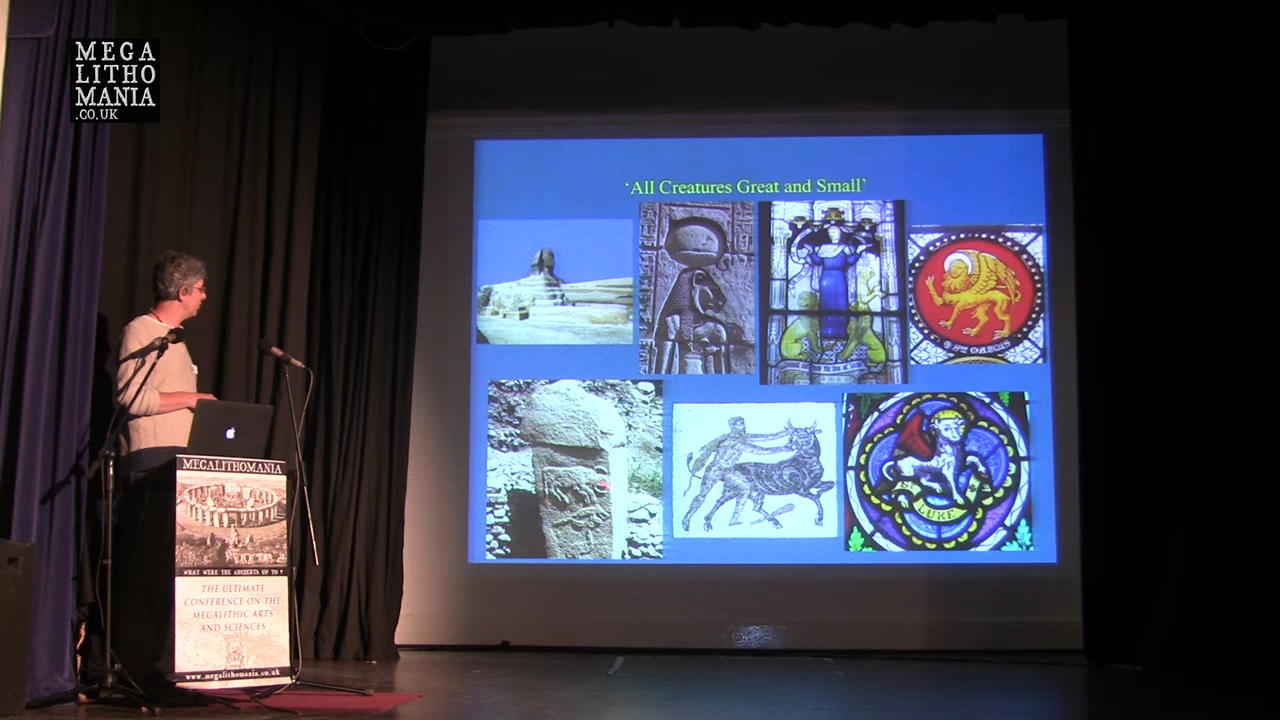 MEGA
LITHO
MANIA
.CO.UK
‘All Creatures Great and Small’
ST
LUKE
MEGALITHOMANIA
WHAT WERE THE ANCIENTS UP TO ?
THE ULTIMATE
CONFERENCE ON THE
MEGALITHIC ARTS
AND SCIENCES
www.megalithomania.co.uk